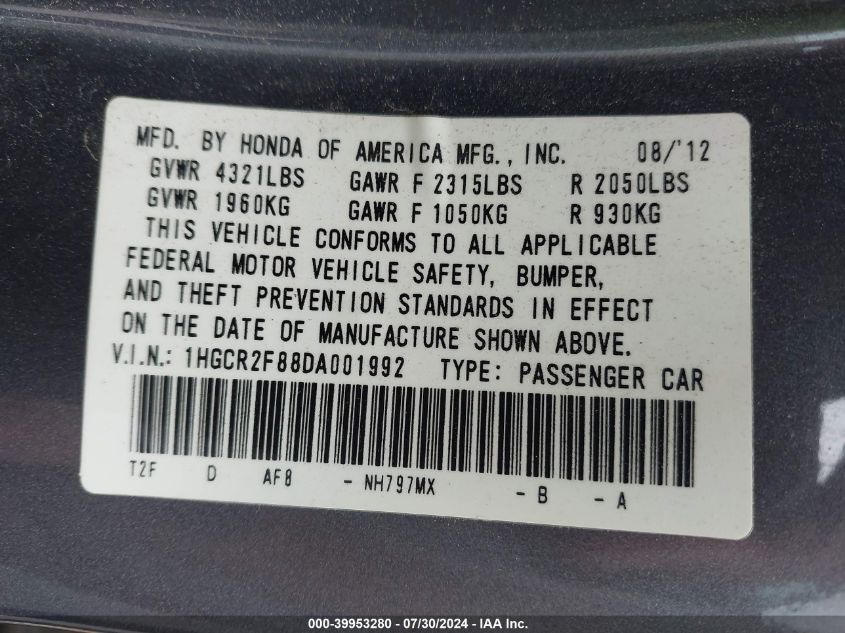 MFD. BY HONDA OF AMERICA MFG., INC. 08/'12
GVWR 4321LBS GAWR F 2315LBS R 2050LBS
GVWR 1960KG GAWR F 1050KG R 930KG
THIS VEHICLE CONFORMS TO ALL APPLICABLE
FEDERAL MOTOR VEHICLE SAFETY, BUMPER,
AND THEFT PREVENTION STANDARDS IN EFFECT
ON THE DATE OF MANUFACTURE SHOWN ABOVE.
V.I.N.: 1HGCR2F88DA001992 TYPE: PASSENGER CAR
T2F D AF8 - NH797MX - B - A
000-39953280 - 07/30/2024 - IAA Inc.